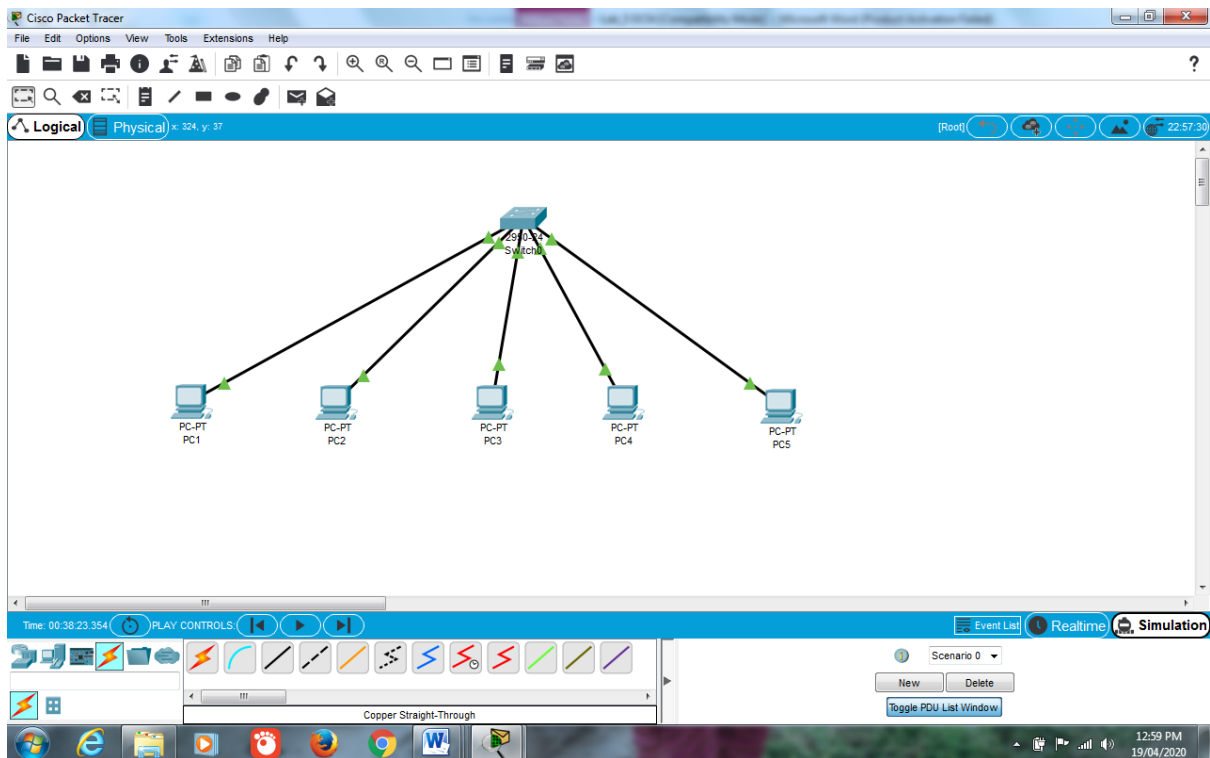 Cisco Packet Tracer
File Edit Options View Tools Extensions Help
?
Logical Physical x: 324, y: 37 [Root] 22:57:30
2950-24
Switch0
PC-PT
PC1
PC-PT
PC2
PC-PT
PC3
PC-PT
PC4
PC-PT
PC5
Time: 00:38:23.354 PLAY CONTROLS: Event List Realtime Simulation
Scenario 0
New Delete
Toggle PDU List Window
Copper Straight-Through
12:59 PM
19/04/2020